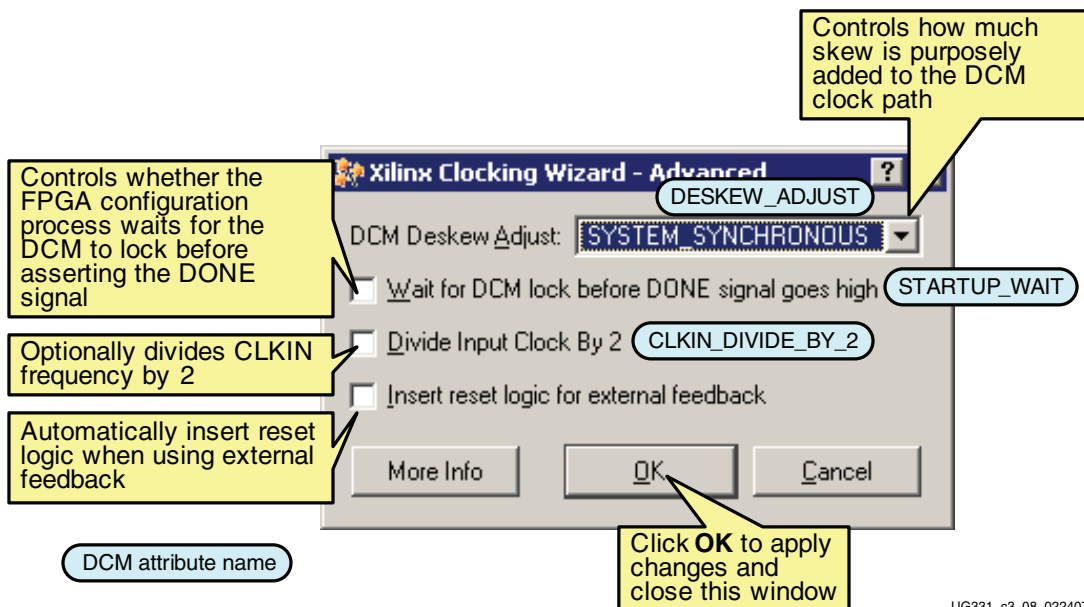 Controls how much
skew is purposely
added to the DCM
clock path
Xilinx Clocking Wizard - Advanced
?
DESKEW_ADJUST
Controls whether the
FPGA configuration
process waits for the
DCM to lock before
asserting the DONE
signal
DCM Deskew Adjust: SYSTEM_SYNCHRONOUS
Wait for DCM lock before DONE signal goes high
STARTUP_WAIT
Optionally divides CLKIN
frequency by 2
Divide Input Clock By 2
CLKIN_DIVIDE_BY_2
Insert reset logic for external feedback
Automatically insert reset
logic when using external
feedback
More Info
OK
Cancel
Click OK to apply
changes and
close this window
DCM attribute name
UG331_c3_08_022407